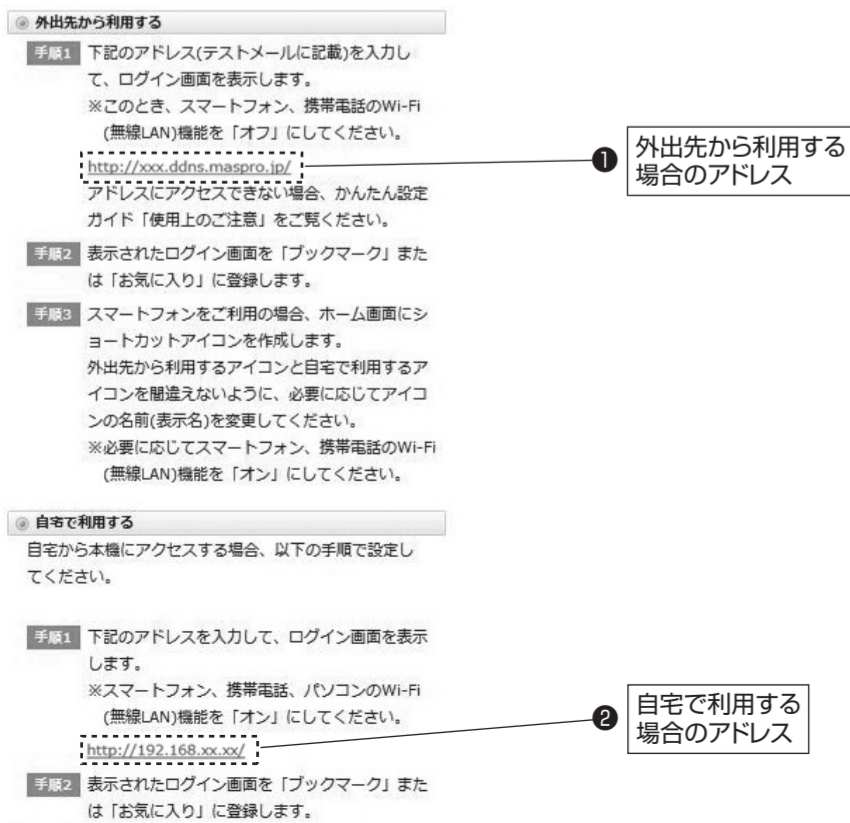 外出先から利用する
手順1 下記のアドレス(テストメールに記載)を入力し
て、ログイン画面を表示します。
※このとき、スマートフォン、携帯電話のWi-Fi
(無線LAN)機能を「オフ」にしてください。
http://xxx.ddns.maspro.jp/
アドレスにアクセスできない場合、かんたん設定
ガイド「使用上のご注意」をご覧ください。
❶ 外出先から利用する
場合のアドレス
手順2 表示されたログイン画面を「ブックマーク」また
は「お気に入り」に登録します。
手順3 スマートフォンをご利用の場合、ホーム画面にシ
ョートカットアイコンを作成します。
外出先から利用するアイコンと自宅で利用するア
イコンを間違えないように、必要に応じてアイコ
ンの名前(表示名)を変更してください。
※必要に応じてスマートフォン、携帯電話のWi-Fi
(無線LAN)機能を「オン」にしてください。
自宅で利用する
自宅から本機にアクセスする場合、以下の手順で設定し
てください。
手順1 下記のアドレスを入力して、ログイン画面を表示
します。
※スマートフォン、携帯電話、パソコンのWi-Fi
(無線LAN)機能を「オン」にしてください。
http://192.168.xx.xx/
❷ 自宅で利用する
場合のアドレス
手順2 表示されたログイン画面を「ブックマーク」また
は「お気に入り」に登録します。